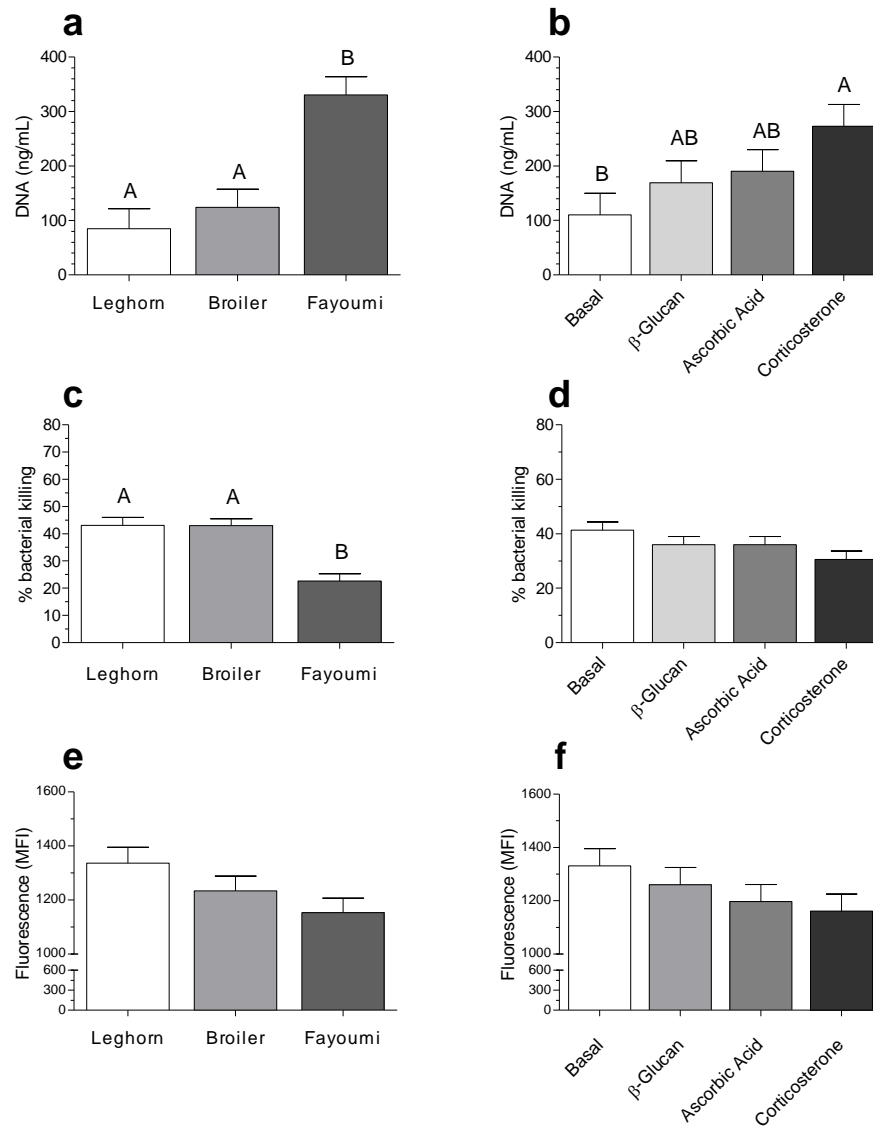 a
DNA (ng/mL)
400
300
200
100
0
A
A
B
Leghorn
Broiler
Fayoumi
b
DNA (ng/mL)
400
300
200
100
0
B
AB
AB
A
Basal
β-Glucan
Ascorbic Acid
Corticosterone
c
% bacterial killing
80
70
60
50
40
30
20
10
0
A
A
B
Leghorn
Broiler
Fayoumi
d
% bacterial killing
80
60
40
20
0
Basal
β-Glucan
Ascorbic Acid
Corticosterone
e
Fluorescence (MFI)
1600
1400
1200
1000
600
300
0
Leghorn
Broiler
Fayoumi
f
Fluorescence (MFI)
1600
1400
1200
1000
600
300
0
Basal
β-Glucan
Ascorbic Acid
Corticosterone